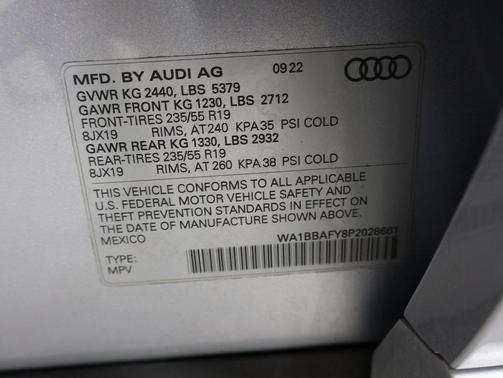 MFD. BY AUDI AG 09:22
GVWR KG 2440, LBS 5379
GAWR FRONT KG 1230, LBS 2712
FRONT-TIRES 235/55 R19
8JX19 RIMS, AT 240 KPA 35 PSI COLD
GAWR REAR KG 1330, LBS 2932
REAR-TIRES 235/55 R19
8JX19 RIMS, AT 260 KPA 38 PSI COLD
THIS VEHICLE CONFORMS TO ALL APPLICABLE
U.S. FEDERAL MOTOR VEHICLE SAFETY AND
THEFT PREVENTION STANDARDS IN EFFECT ON
THE DATE OF MANUFACTURE SHOWN ABOVE.
MEXICO
WA1BBAFY8P2028661
TYPE:
MPV